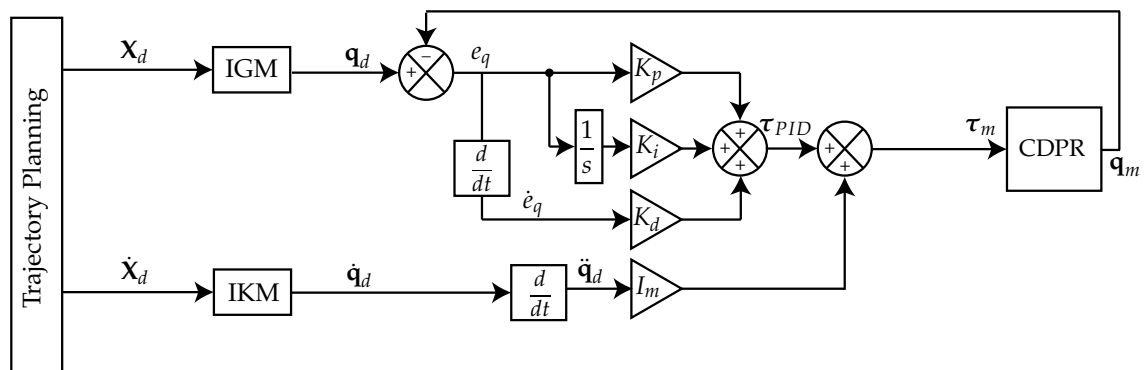 Trajectory Planning
𝐗_d
IGM
𝐪_d
+
−
e_q
K_p
1/s
K_i
d/dt
ė_q
K_d
+
+
+
τ_PID
+
+
τ_m
CDPR
𝐪_m
Ẋ_d
IKM
q̇_d
d/dt
q̈_d
I_m